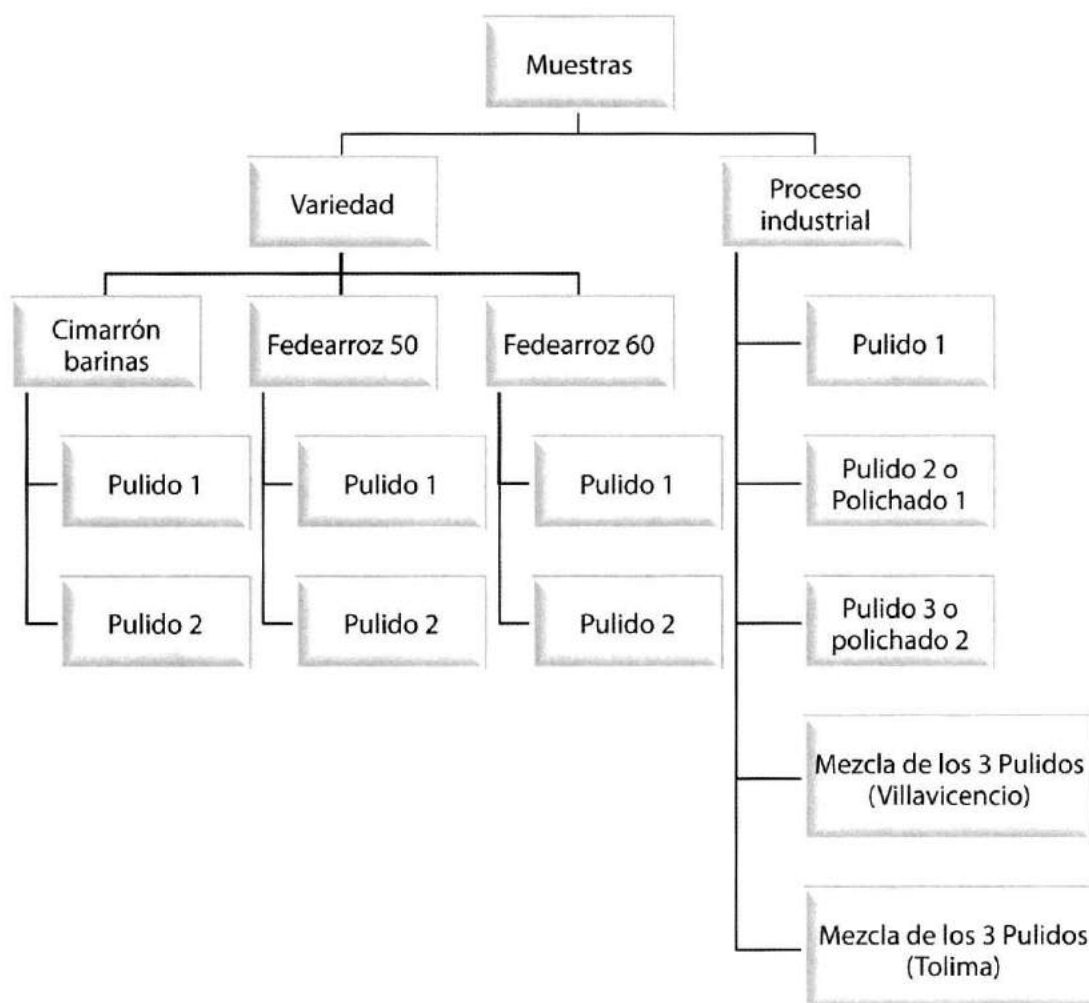 Muestras
Variedad
Proceso
industrial
Cimarrón
barinas
Fedearroz 50
Fedearroz 60
Pulido 1
Pulido 1
Pulido 1
Pulido 2
Pulido 2
Pulido 2
Pulido 1
Pulido 2 o
Polichado 1
Pulido 3 o
polichado 2
Mezcla de los 3 Pulidos
(Villavicencio)
Mezcla de los 3 Pulidos
(Tolima)